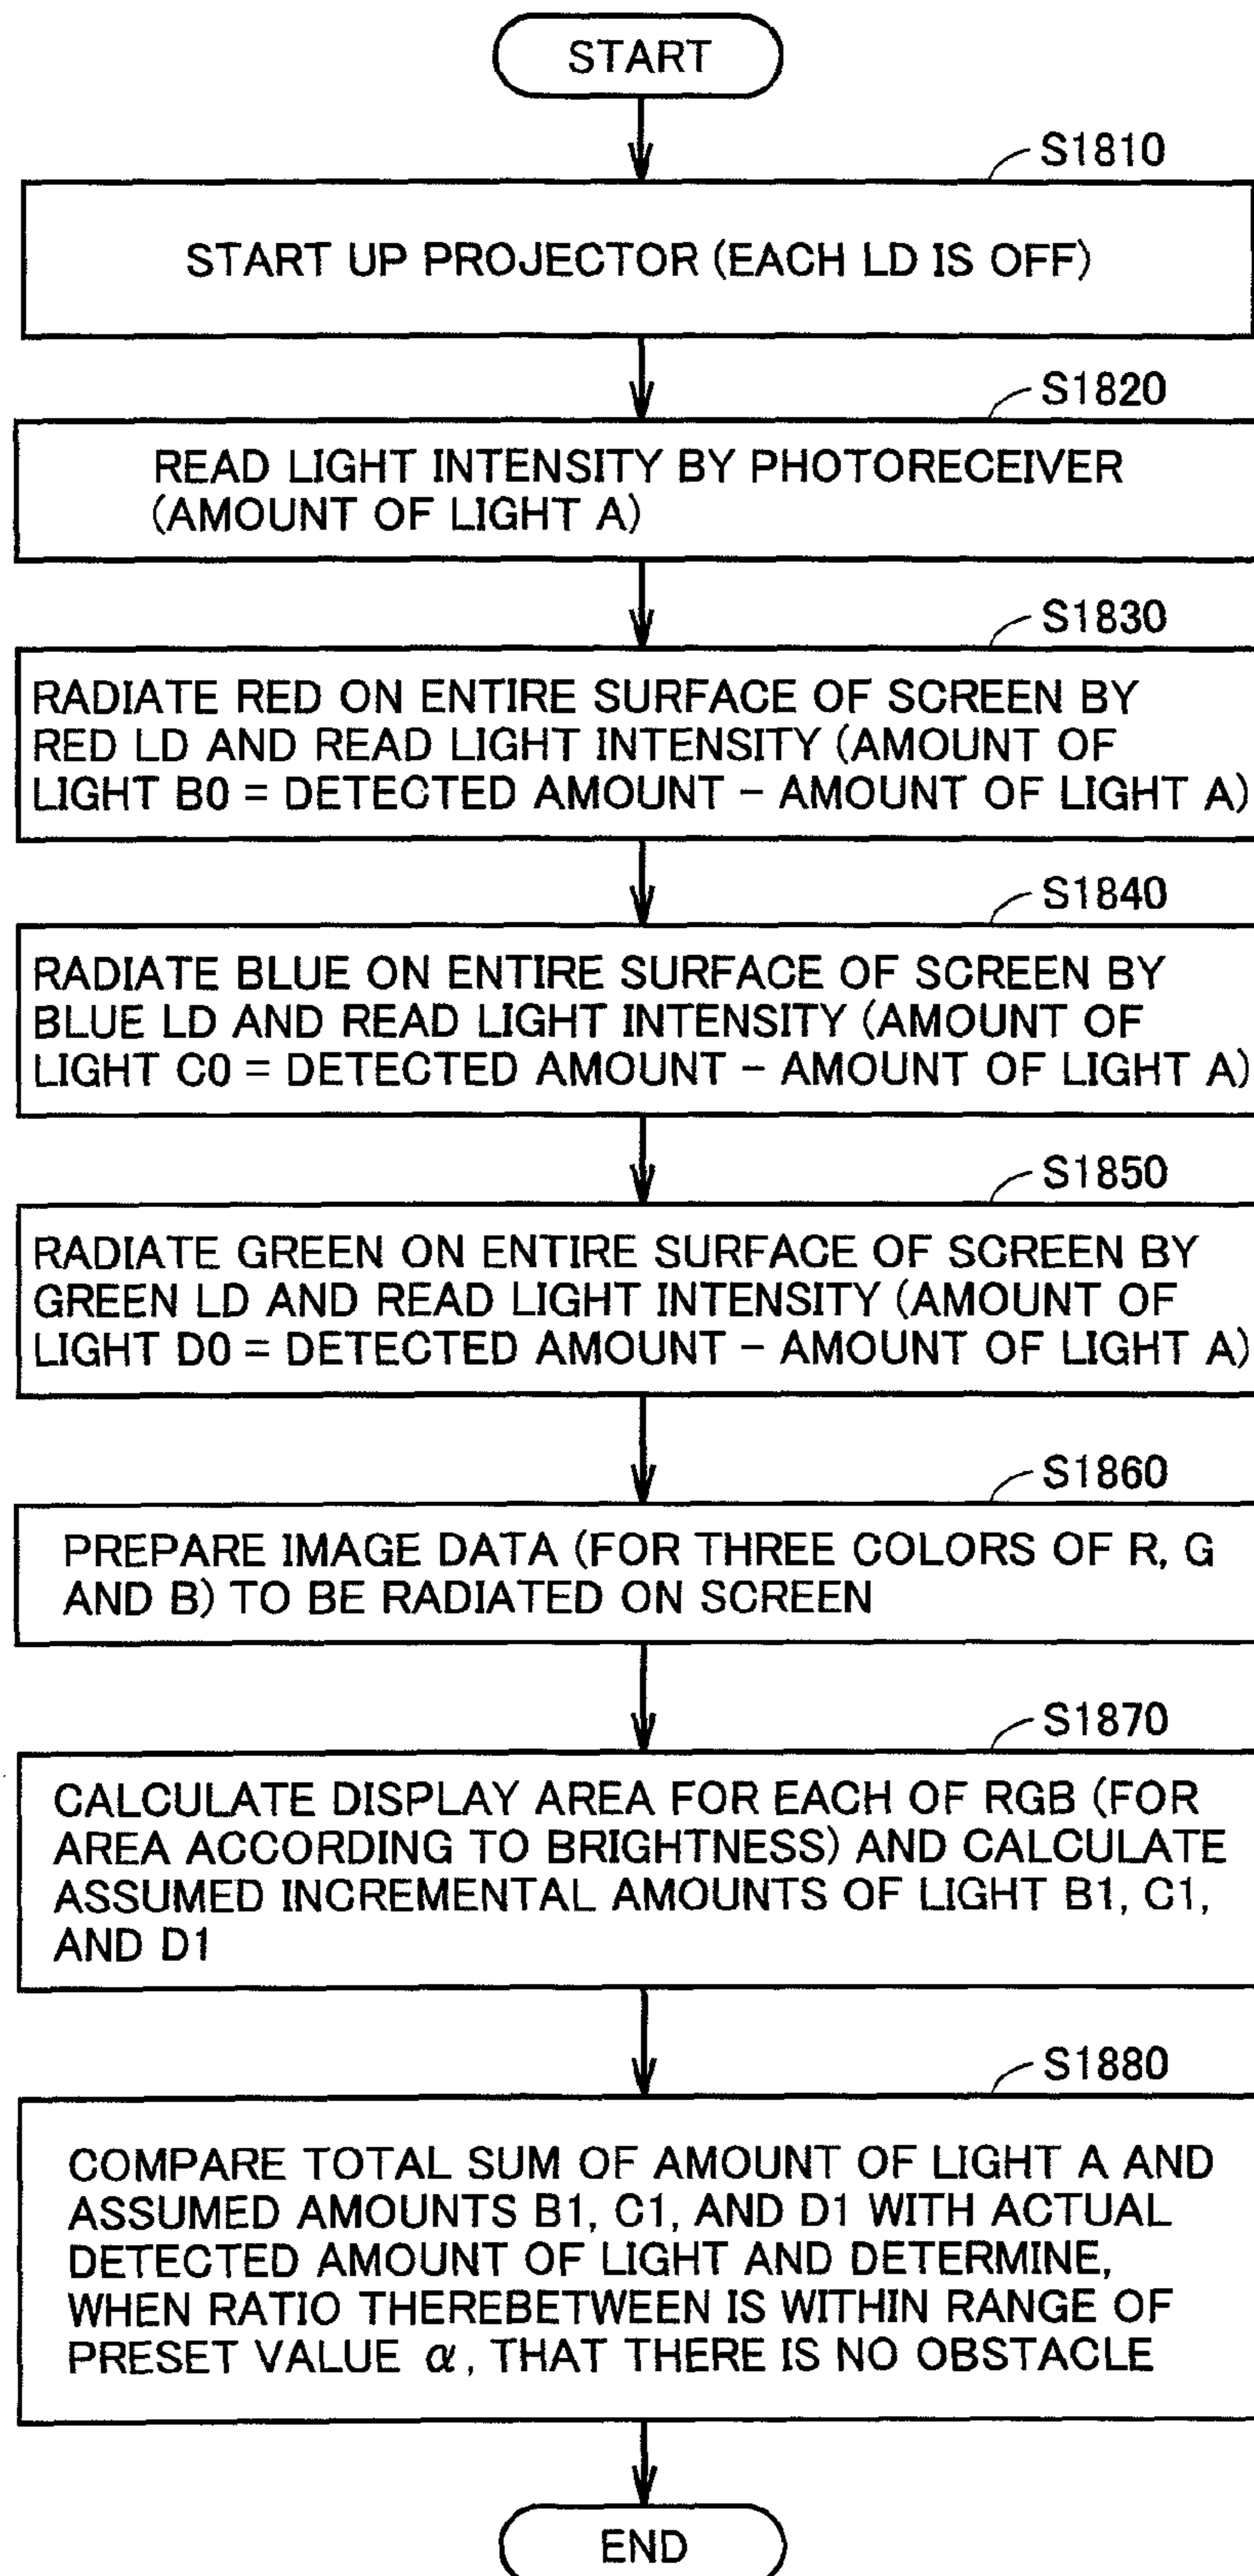 START
S1810
START UP PROJECTOR (EACH LD IS OFF)
S1820
READ LIGHT INTENSITY BY PHOTORECEIVER
(AMOUNT OF LIGHT A)
S1830
RADIATE RED ON ENTIRE SURFACE OF SCREEN BY
RED LD AND READ LIGHT INTENSITY (AMOUNT OF
LIGHT B0 = DETECTED AMOUNT – AMOUNT OF LIGHT A)
S1840
RADIATE BLUE ON ENTIRE SURFACE OF SCREEN BY
BLUE LD AND READ LIGHT INTENSITY (AMOUNT OF
LIGHT C0 = DETECTED AMOUNT – AMOUNT OF LIGHT A)
S1850
RADIATE GREEN ON ENTIRE SURFACE OF SCREEN BY
GREEN LD AND READ LIGHT INTENSITY (AMOUNT OF
LIGHT D0 = DETECTED AMOUNT – AMOUNT OF LIGHT A)
S1860
PREPARE IMAGE DATA (FOR THREE COLORS OF R, G
AND B) TO BE RADIATED ON SCREEN
S1870
CALCULATE DISPLAY AREA FOR EACH OF RGB (FOR
AREA ACCORDING TO BRIGHTNESS) AND CALCULATE
ASSUMED INCREMENTAL AMOUNTS OF LIGHT B1, C1,
AND D1
S1880
COMPARE TOTAL SUM OF AMOUNT OF LIGHT A AND
ASSUMED AMOUNTS B1, C1, AND D1 WITH ACTUAL
DETECTED AMOUNT OF LIGHT AND DETERMINE,
WHEN RATIO THEREBETWEEN IS WITHIN RANGE OF
PRESET VALUE α, THAT THERE IS NO OBSTACLE
END